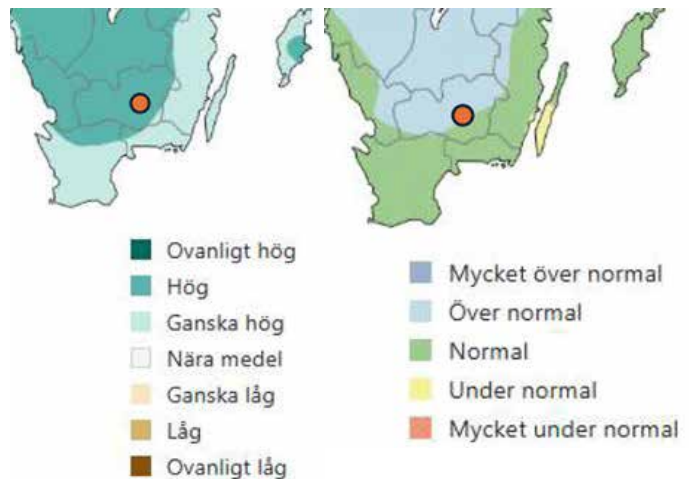 Ovanligt hög
Hög
Ganska hög
Nära medel
Ganska låg
Låg
Ovanligt låg
Mycket över normal
Över normal
Normal
Under normal
Mycket under normal